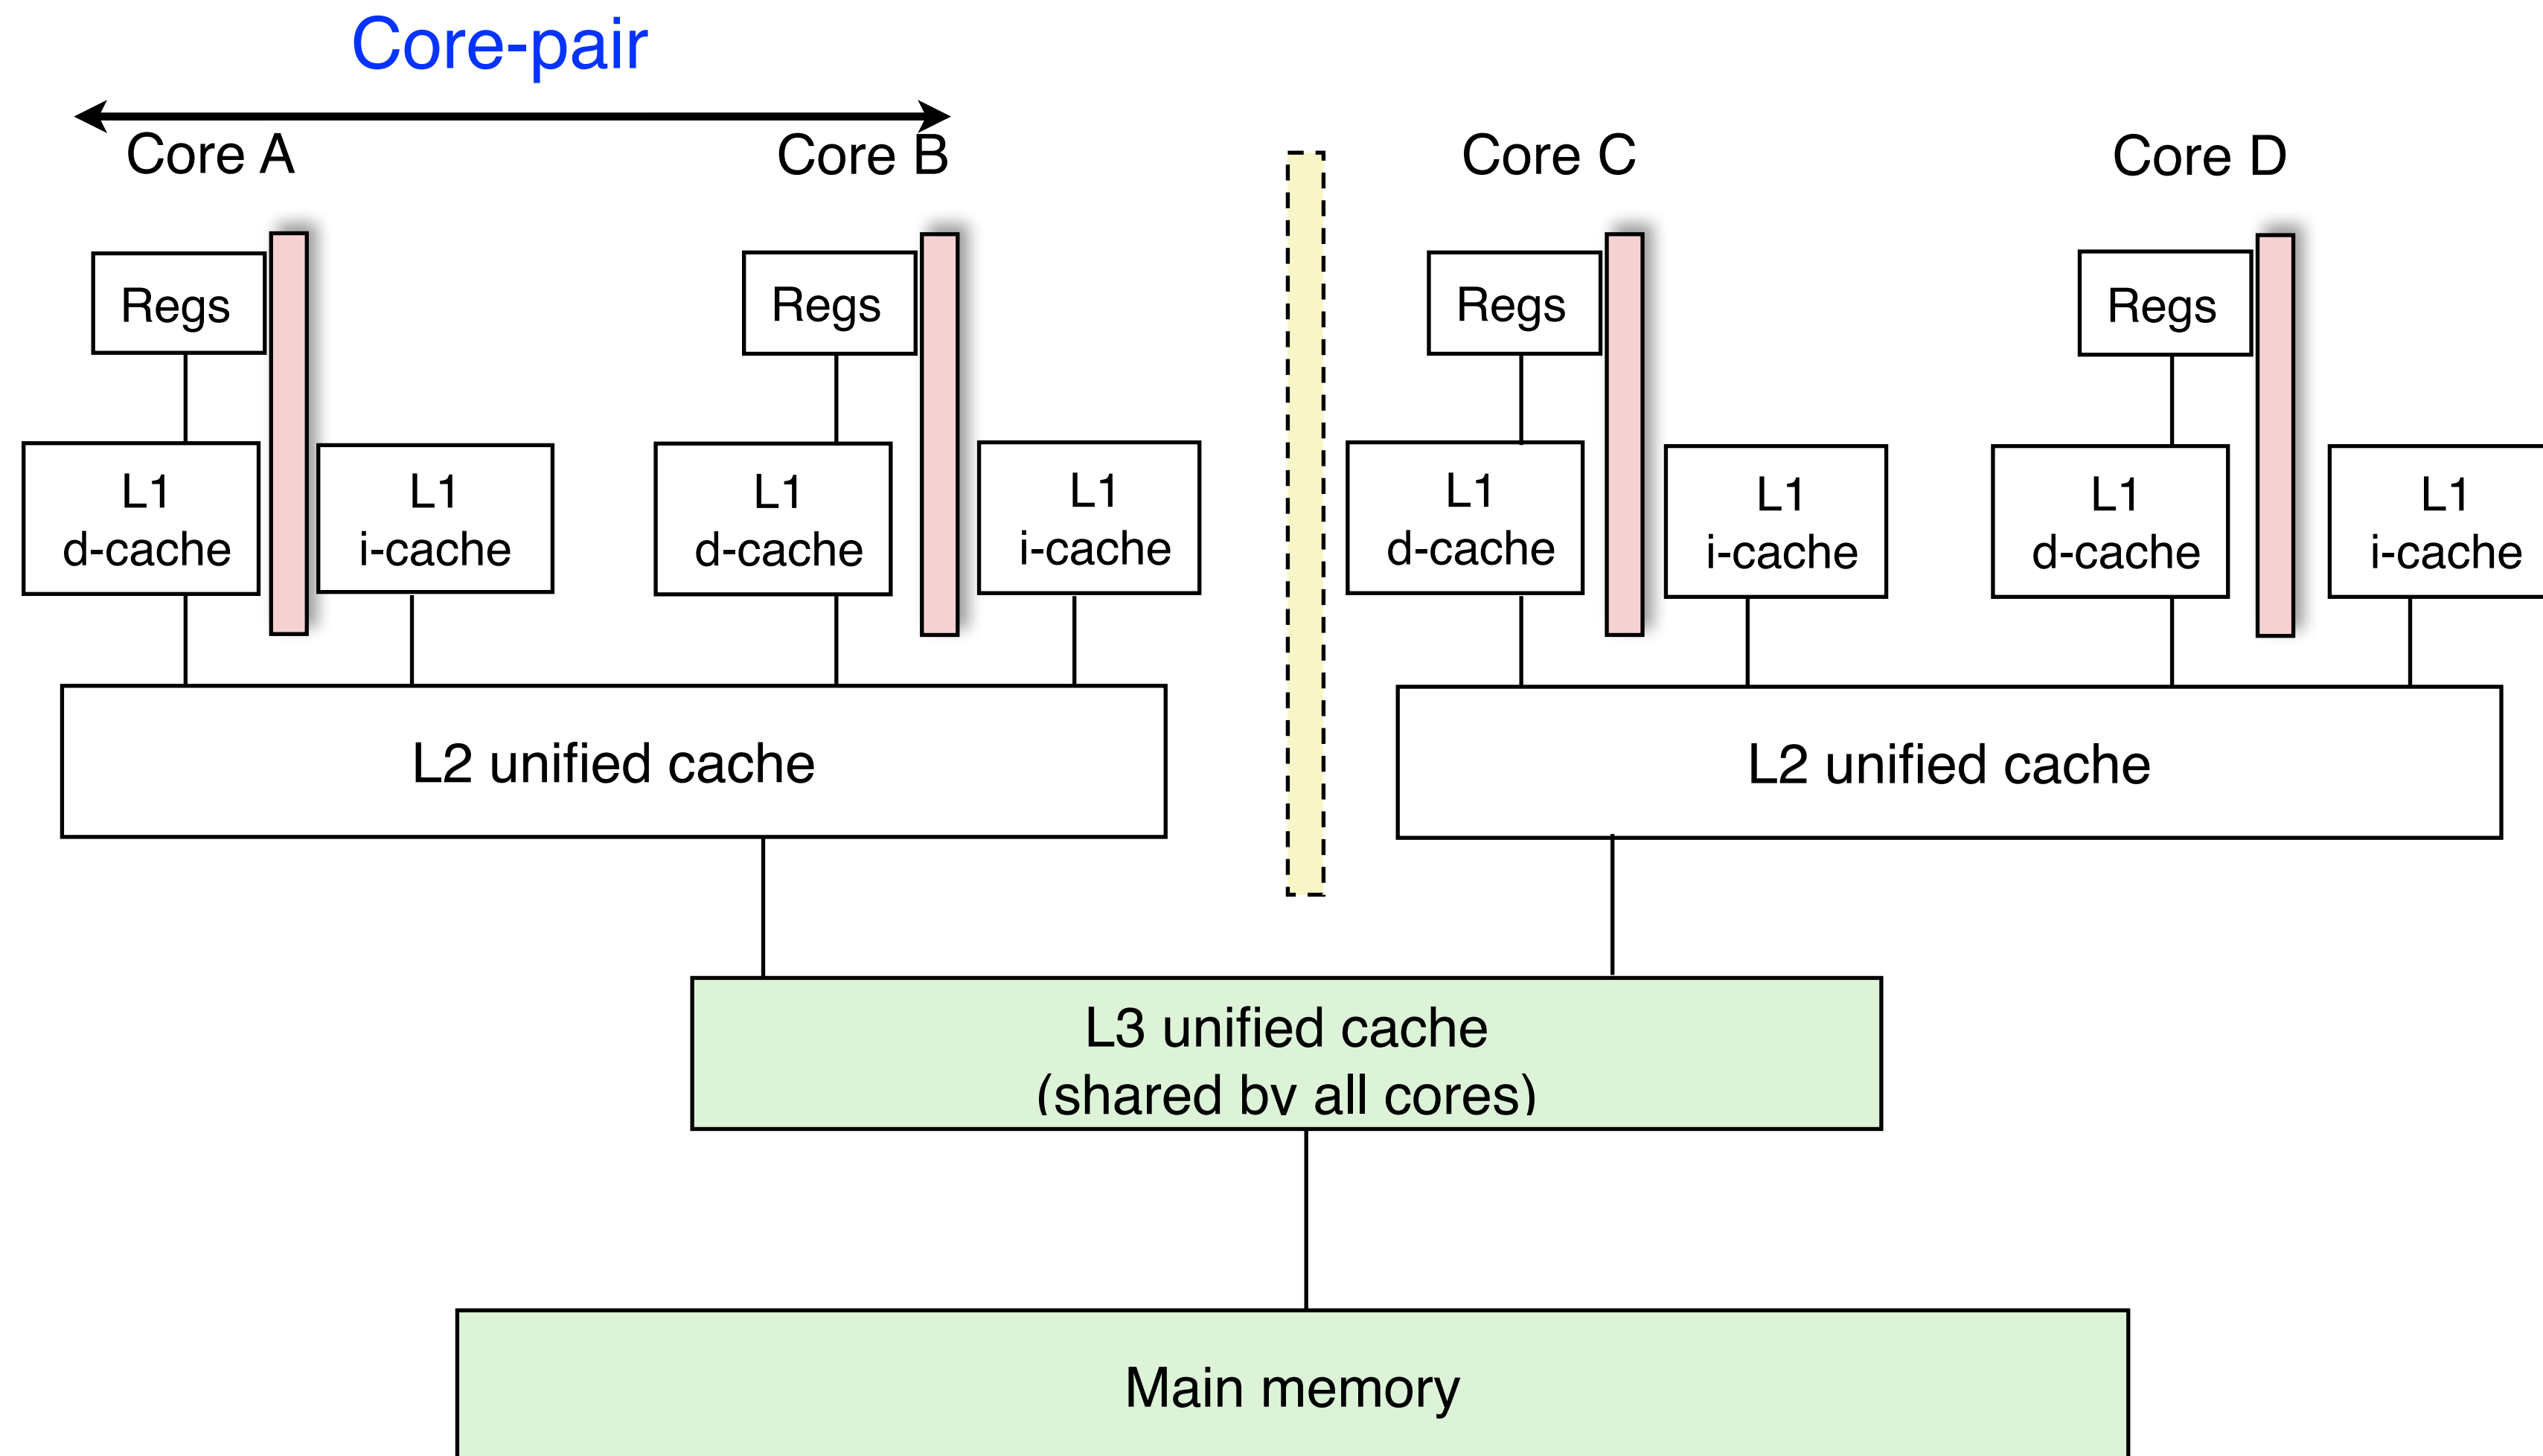 Core-pair
Core A
Core B
Core C
Core D
Regs
Regs
Regs
Regs
L1
d-cache
L1
i-cache
L1
d-cache
L1
i-cache
L1
d-cache
L1
i-cache
L1
d-cache
L1
i-cache
L2 unified cache
L2 unified cache
L3 unified cache
(shared by all cores)
Main memory